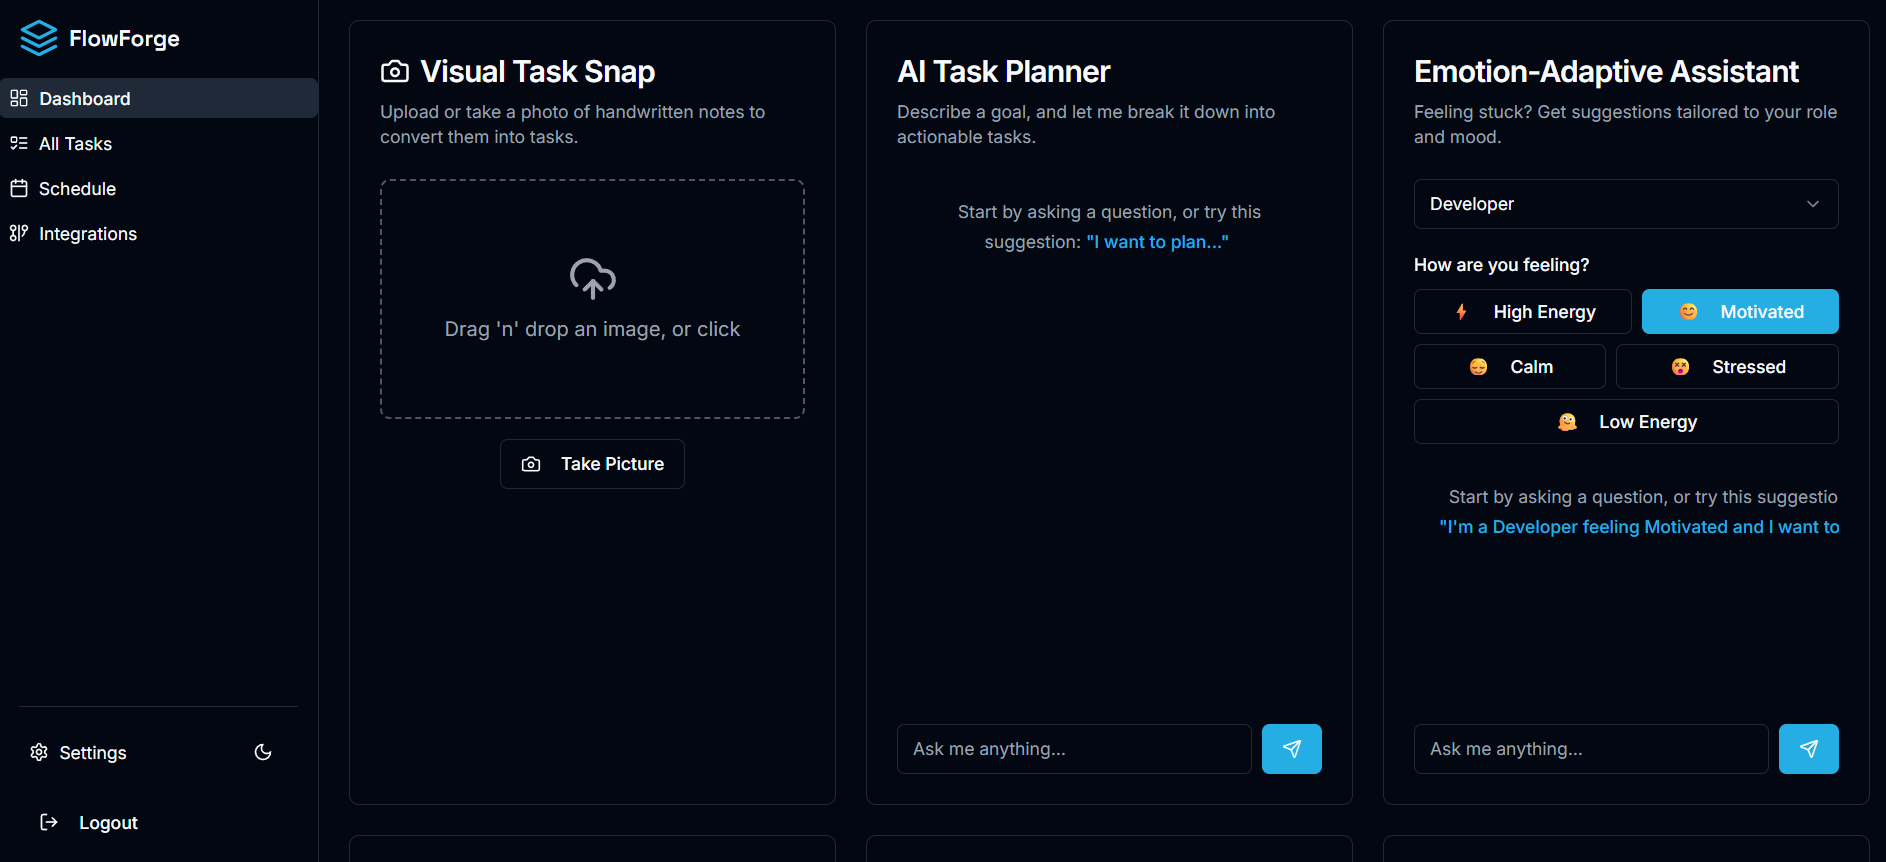 FlowForge
Dashboard
All Tasks
Schedule
Integrations
Settings
Logout
Visual Task Snap
Upload or take a photo of handwritten notes to
convert them into tasks.
Drag 'n' drop an image, or click
Take Picture
AI Task Planner
Describe a goal, and let me break it down into
actionable tasks.
Start by asking a question, or try this
suggestion: "I want to plan..."
Ask me anything...
Emotion-Adaptive Assistant
Feeling stuck? Get suggestions tailored to your role
and mood.
Developer
How are you feeling?
High Energy
Motivated
Calm
Stressed
Low Energy
Start by asking a question, or try this suggestio
"I'm a Developer feeling Motivated and I want to
Ask me anything...